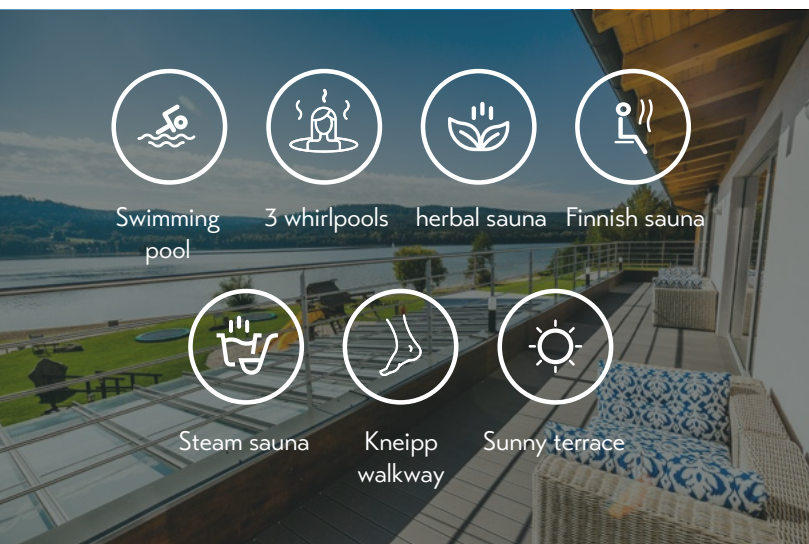 Swimming
pool
3 whirlpools
herbal sauna
Finnish sauna
Steam sauna
Kneipp
walkway
Sunny terrace